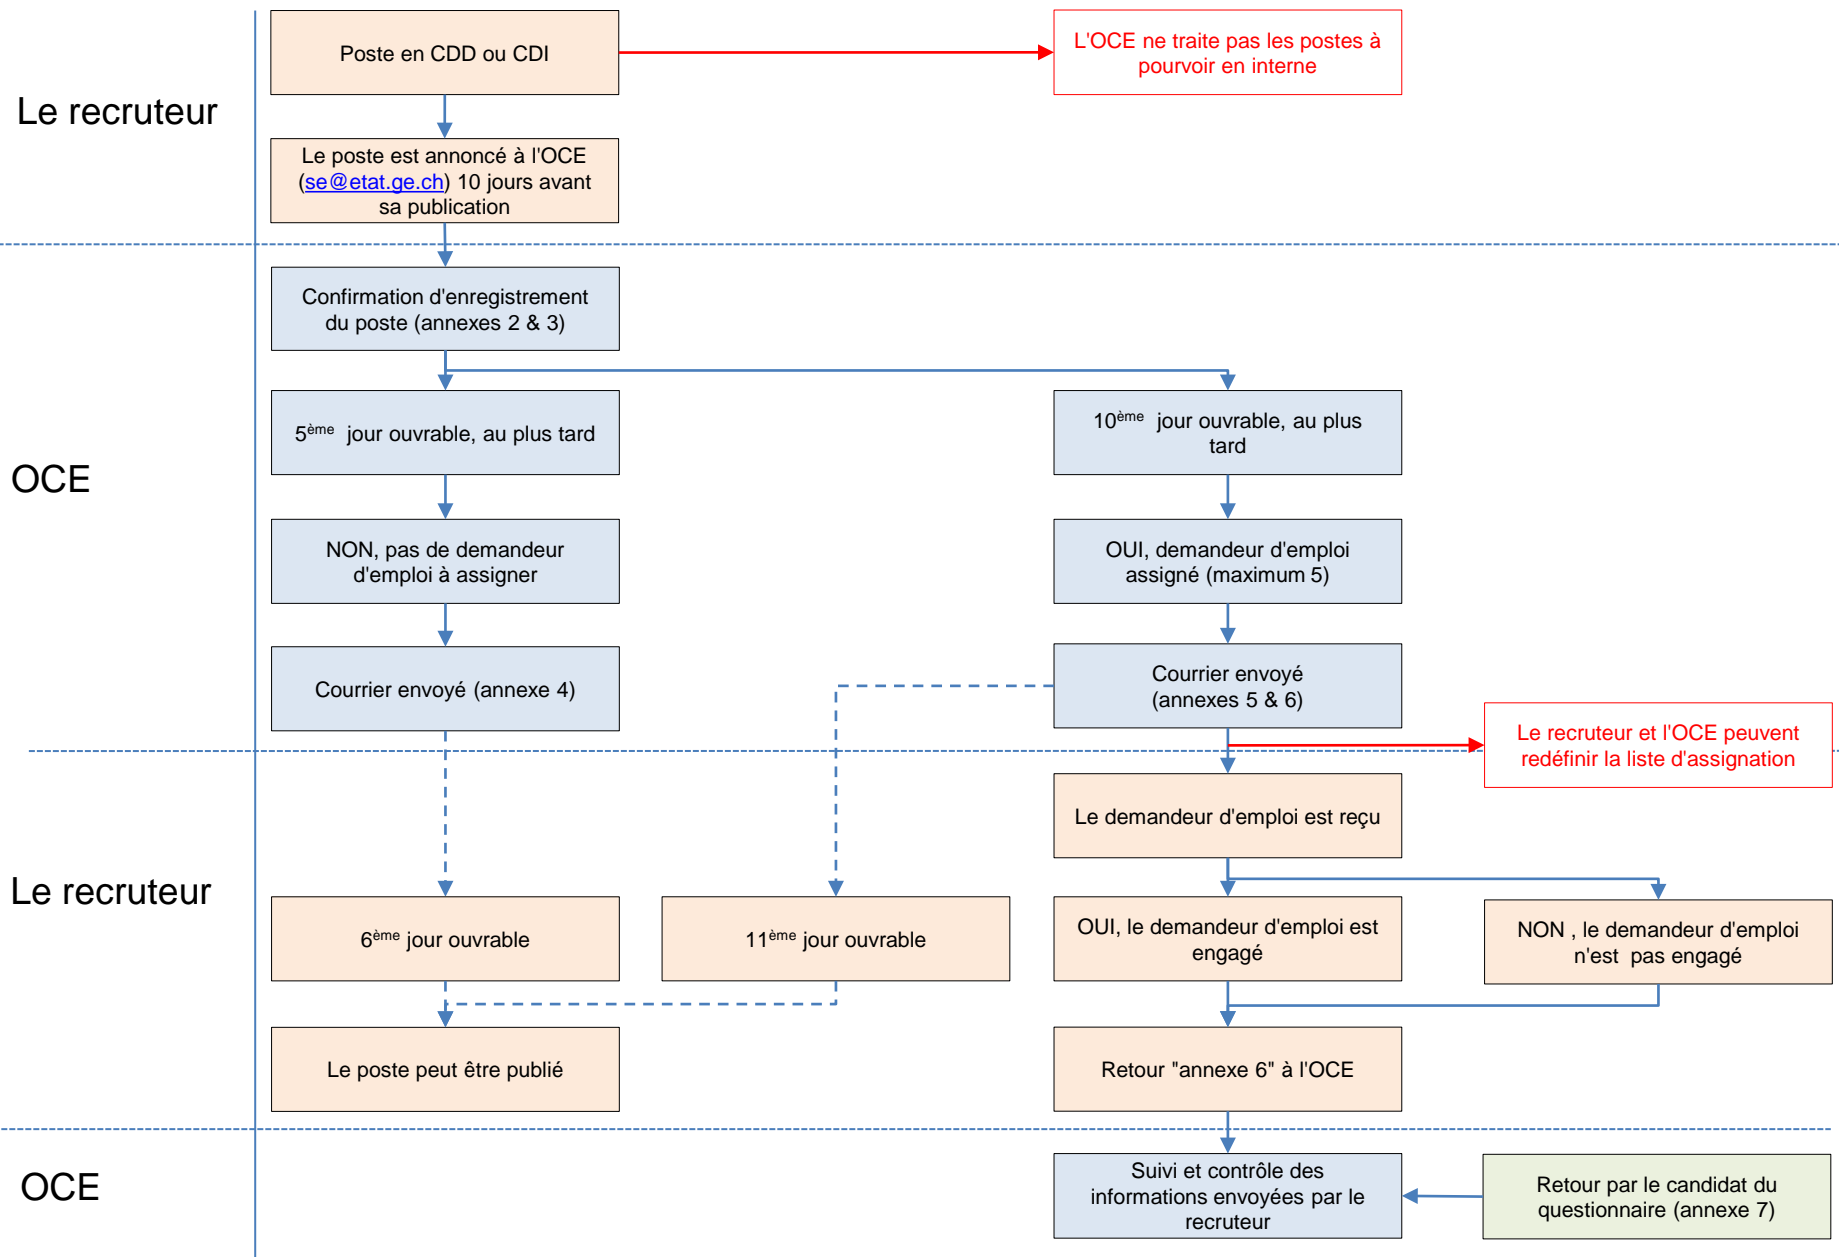 Le recruteur
Poste en CDD ou CDI
L'OCE ne traite pas les postes à
pourvoir en interne
Le poste est annoncé à l'OCE
(se@etat.ge.ch) 10 jours avant
sa publication
OCE
Confirmation d'enregistrement
du poste (annexes 2 & 3)
5ème jour ouvrable, au plus tard
10ème jour ouvrable, au plus
tard
NON, pas de demandeur
d'emploi à assigner
OUI, demandeur d'emploi
assigné (maximum 5)
Courrier envoyé (annexe 4)
Courrier envoyé
(annexes 5 & 6)
Le recruteur et l'OCE peuvent
redéfinir la liste d'assignation
Le recruteur
Le demandeur d'emploi est reçu
6ème jour ouvrable
11ème jour ouvrable
OUI, le demandeur d'emploi est
engagé
NON , le demandeur d'emploi
n'est pas engagé
Le poste peut être publié
Retour "annexe 6" à l'OCE
OCE
Suivi et contrôle des
informations envoyées par le
recruteur
Retour par le candidat du
questionnaire (annexe 7)